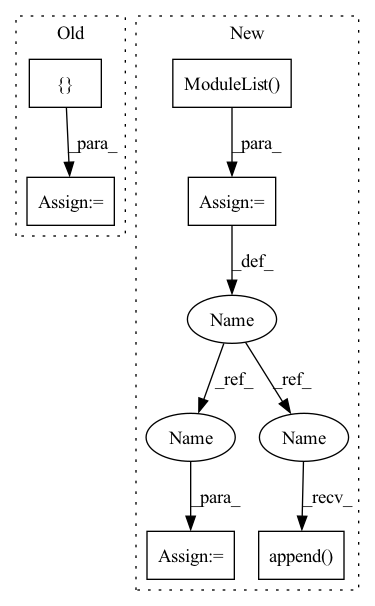 Old
New
{}
ModuleList()
_para_
_para_
Assign:=
Assign:=
_def_
Name
_ref_
_ref_
Name
Name
_para_
_recv_
Assign:=
append()